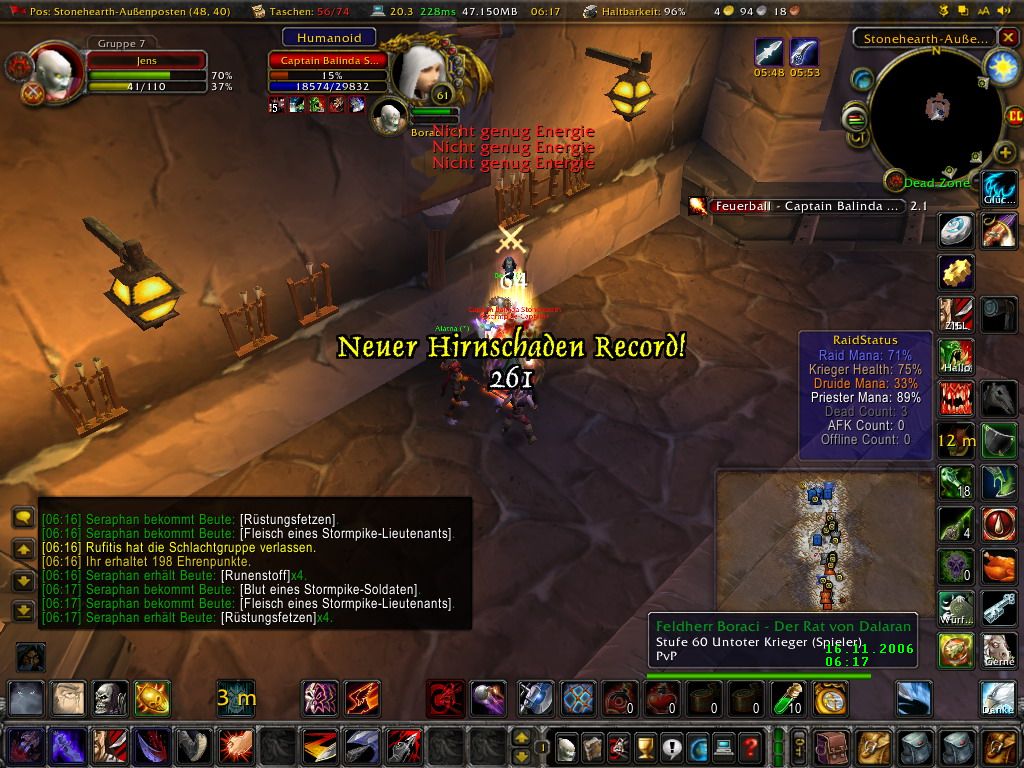 Pos: Stonehearth-Außenposten (48, 40) Taschen: 56/74 20.3 228ms 47.150MB 06:17 Haltbarkeit: 96% 4 94 18
Gruppe 7
Jens
70%
41/110 37%
Humanoid
Captain Balinda S...
15%
18574/29832
61
Nicht genug Energie
Nicht genug Energie
Nicht genug Energie
05:48 05:53
Stonehearth-Auße...
N
Dead Zone
Feuerball - Captain Balinda ... 2.1
64
Neuer Hirnschaden Record!
261
RaidStatus
Raid Mana: 71%
Krieger Health: 75%
Druide Mana: 33%
Priester Mana: 89%
Dead Count: 3
AFK Count: 0
Offline Count: 0
Hallo
12 m
18
4
0
Würf...
Gerne
Danke
[06:16] Seraphan bekommt Beute: [Rüstungsfetzen].
[06:16] Seraphan bekommt Beute: [Fleisch eines Stormpike-Lieutenants].
[06:16] Rufitis hat die Schlachtgruppe verlassen.
[06:16] Ihr erhaltet 198 Ehrenpunkte.
[06:16] Seraphan erhält Beute: [Runenstoff]x4.
[06:17] Seraphan bekommt Beute: [Blut eines Stormpike-Soldaten].
[06:17] Seraphan bekommt Beute: [Fleisch eines Stormpike-Lieutenants].
[06:17] Seraphan erhält Beute: [Rüstungsfetzen]x4.
Feldherr Boraci - Der Rat von Dalaran
Stufe 60 Untoter Krieger (Spieler)
PvP
16.11.2006
06:17
3 m
0 0 0 0 10
1